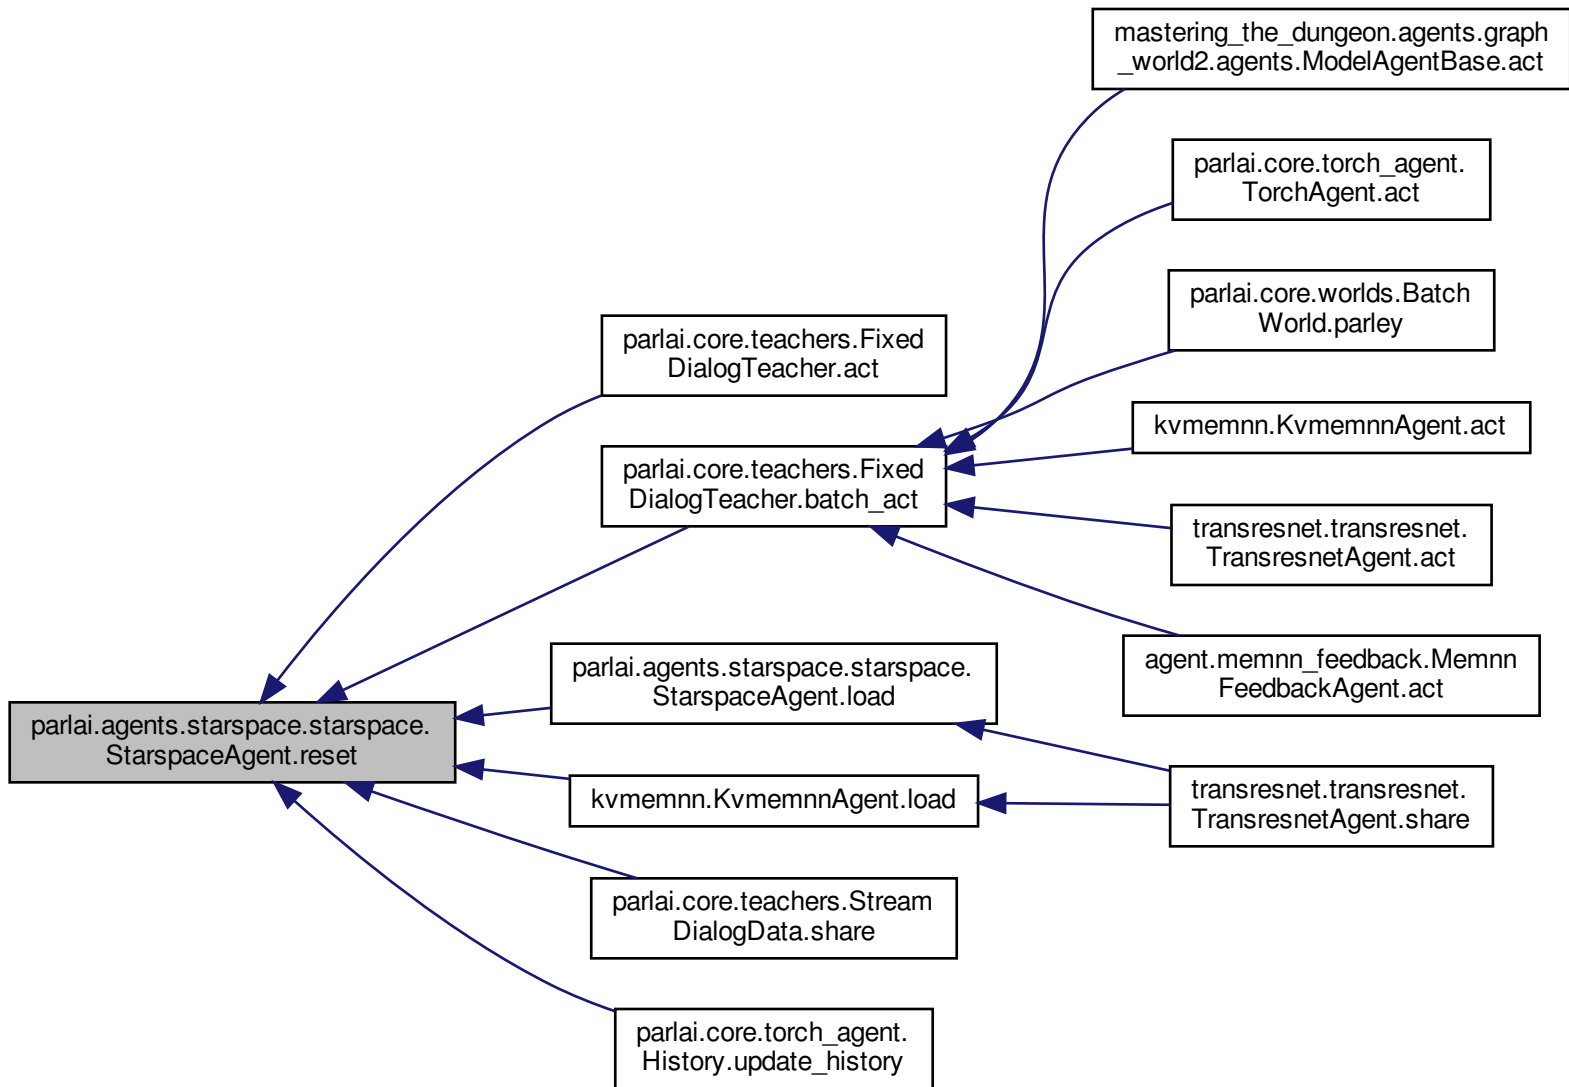 mastering_the_dungeon.agents.graph
_world2.agents.ModelAgentBase.act
parlai.core.torch_agent.
TorchAgent.act
parlai.core.worlds.Batch
World.parley
parlai.core.teachers.Fixed
DialogTeacher.act
kvmemnn.KvmemnnAgent.act
parlai.core.teachers.Fixed
DialogTeacher.batch_act
transresnet.transresnet.
TransresnetAgent.act
parlai.agents.starspace.starspace.
StarspaceAgent.load
agent.memnn_feedback.Memnn
FeedbackAgent.act
parlai.agents.starspace.starspace.
StarspaceAgent.reset
kvmemnn.KvmemnnAgent.load
transresnet.transresnet.
TransresnetAgent.share
parlai.core.teachers.Stream
DialogData.share
parlai.core.torch_agent.
History.update_history